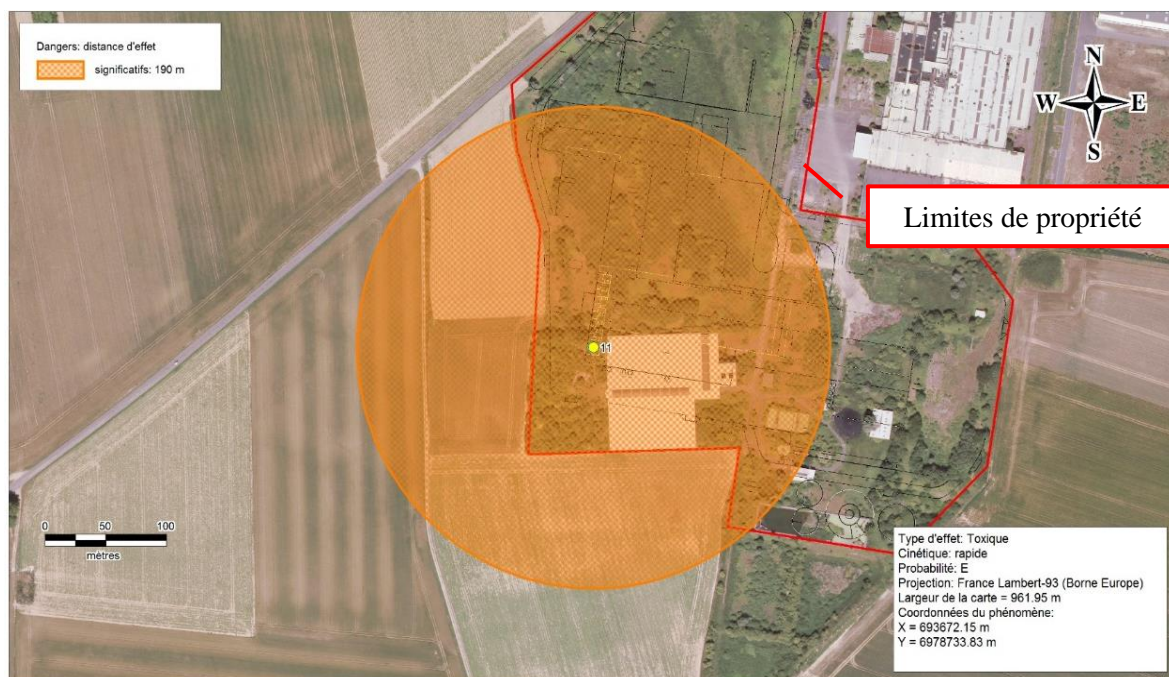 Dangers: distance d'effet
significatifs: 190 m
N
W E
S
Limites de propriété
11
0 50 100
mètres
Type d'effet: Toxique
Cinétique: rapide
Probabilité: E
Projection: France Lambert-93 (Borne Europe)
Largeur de la carte = 961.95 m
Coordonnées du phénomène:
X = 693672.15 m
Y = 6978733.83 m